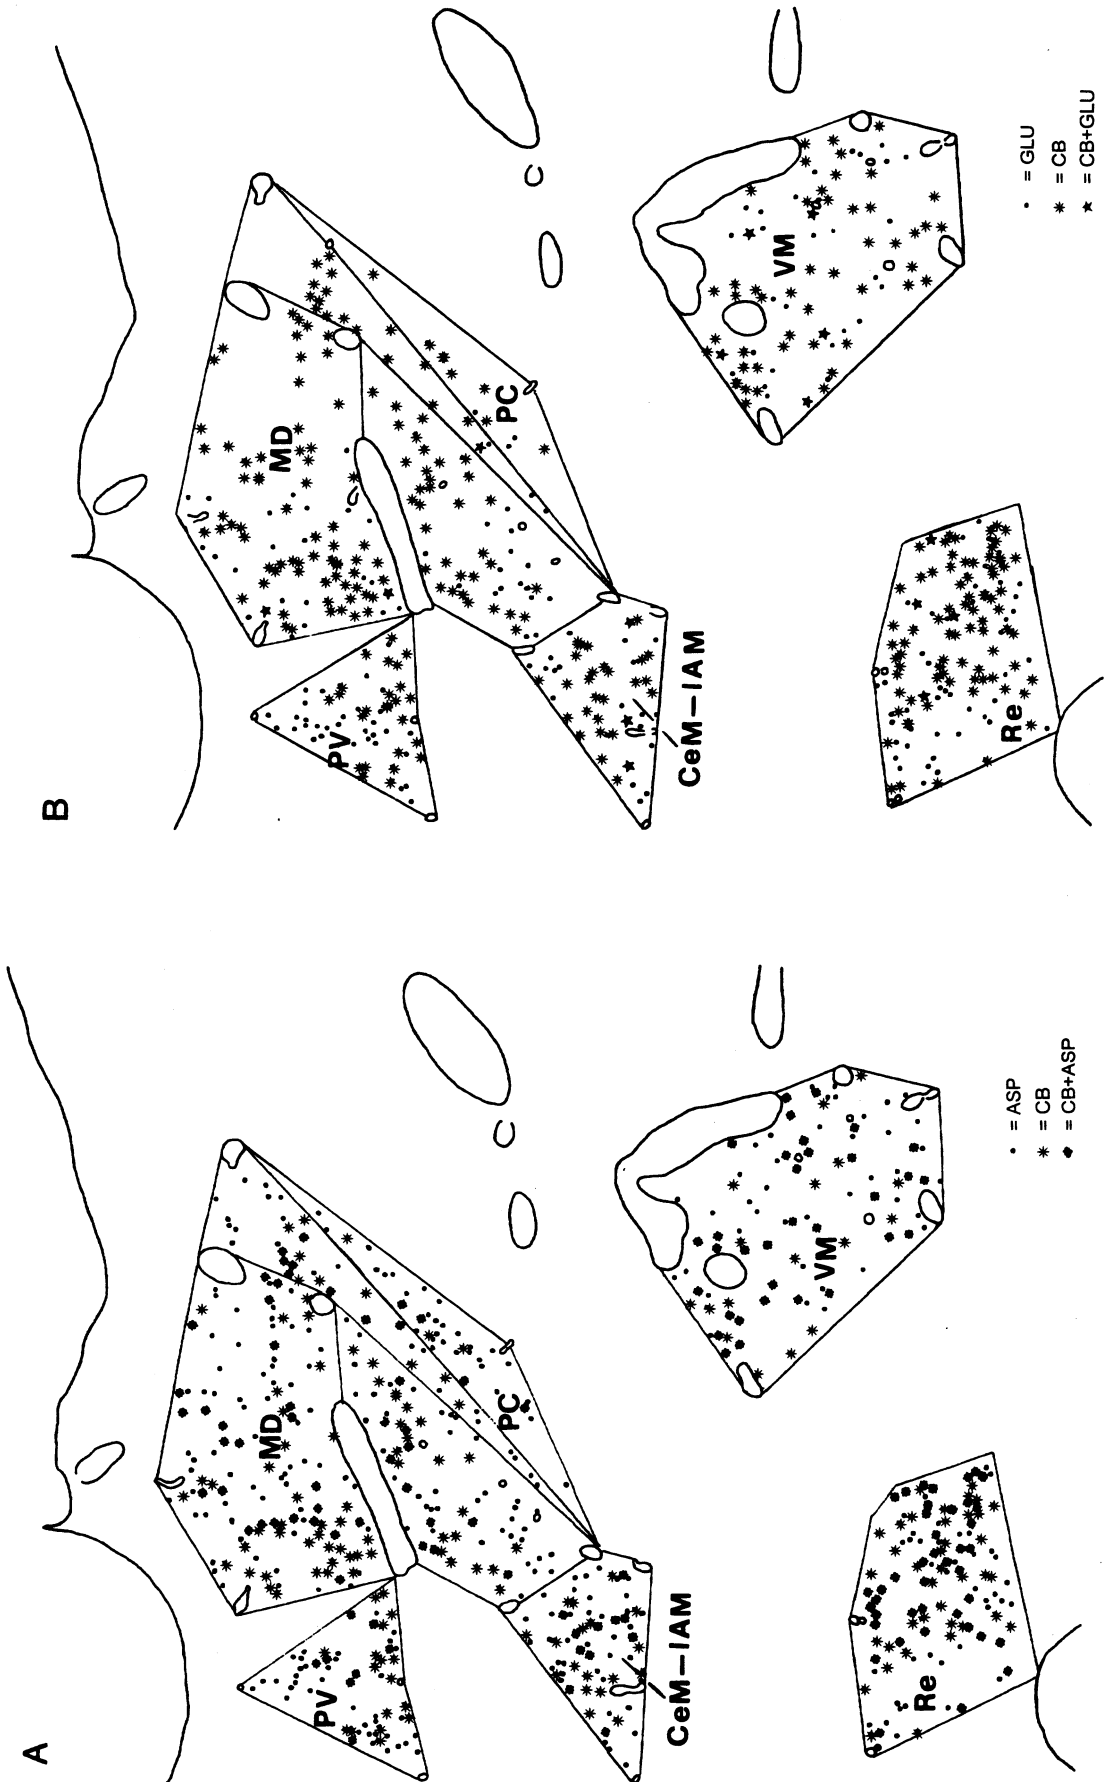 A
MD
PV
PC
CeM–IAM
VM
Re
• = ASP
✳ = CB
= CB+ASP
B
MD
PV
PC
CeM–IAM
VM
Re
• = GLU
✳ = CB
★ = CB+GLU